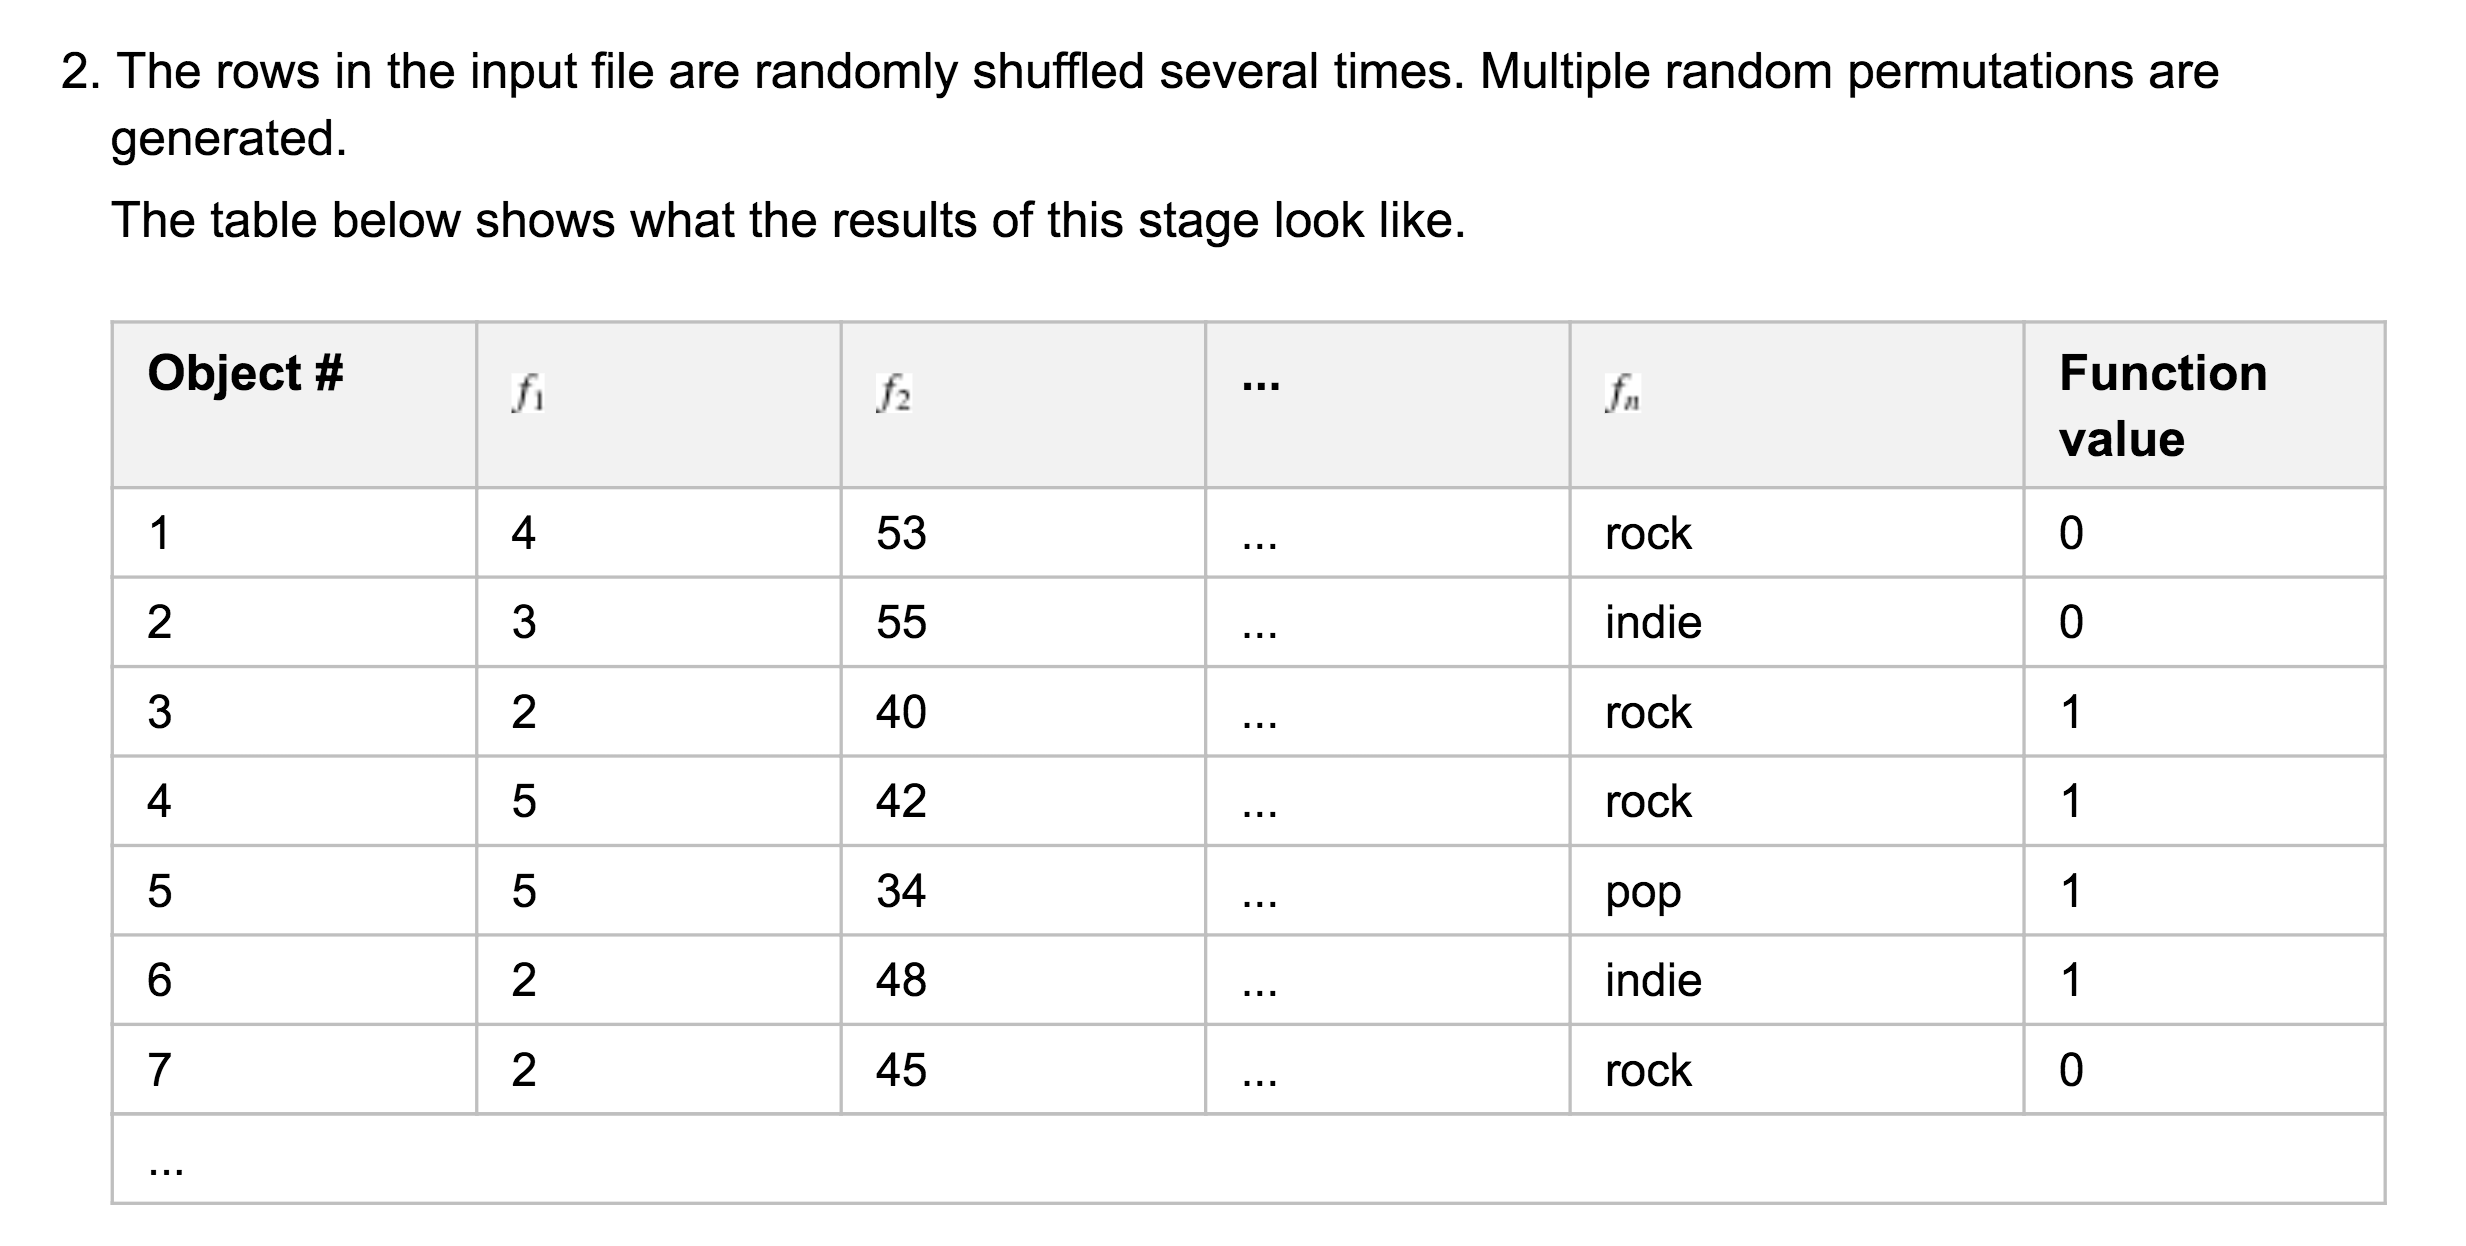 2. The rows in the input file are randomly shuffled several times. Multiple random permutations are
generated.
The table below shows what the results of this stage look like.
Object # f₁ f₂ ... fₙ Function
value
1 4 53 ... rock 0
2 3 55 ... indie 0
3 2 40 ... rock 1
4 5 42 ... rock 1
5 5 34 ... pop 1
6 2 48 ... indie 1
7 2 45 ... rock 0
...